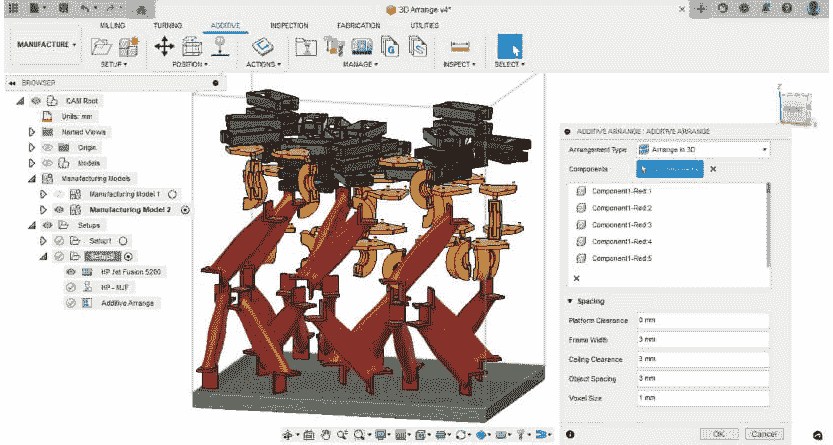 3D Arrange v4*
MILLING TURNING ADDITIVE INSPECTION FABRICATION UTILITIES
MANUFACTURE
SETUP POSITION ACTIONS MANAGE INSPECT SELECT
BROWSER
CAM Root
Units: mm
Named Views
Origin
Models
Manufacturing Models
Manufacturing Model 1
Manufacturing Model 2
Setups
Setup1
HP Jet Fusion 5200
HP - MJF
Additive Arrange
ADDITIVE ARRANGE : ADDITIVE ARRANGE
Arrangement Type Arrange in 3D
Components
Component1-Red:1
Component1-Red:2
Component1-Red:3
Component1-Red:4
Component1-Red:5
Spacing
Platform Clearance 0 mm
Frame Width 3 mm
Ceiling Clearance 3 mm
Object Spacing 3 mm
Voxel Size 1 mm
OK Cancel